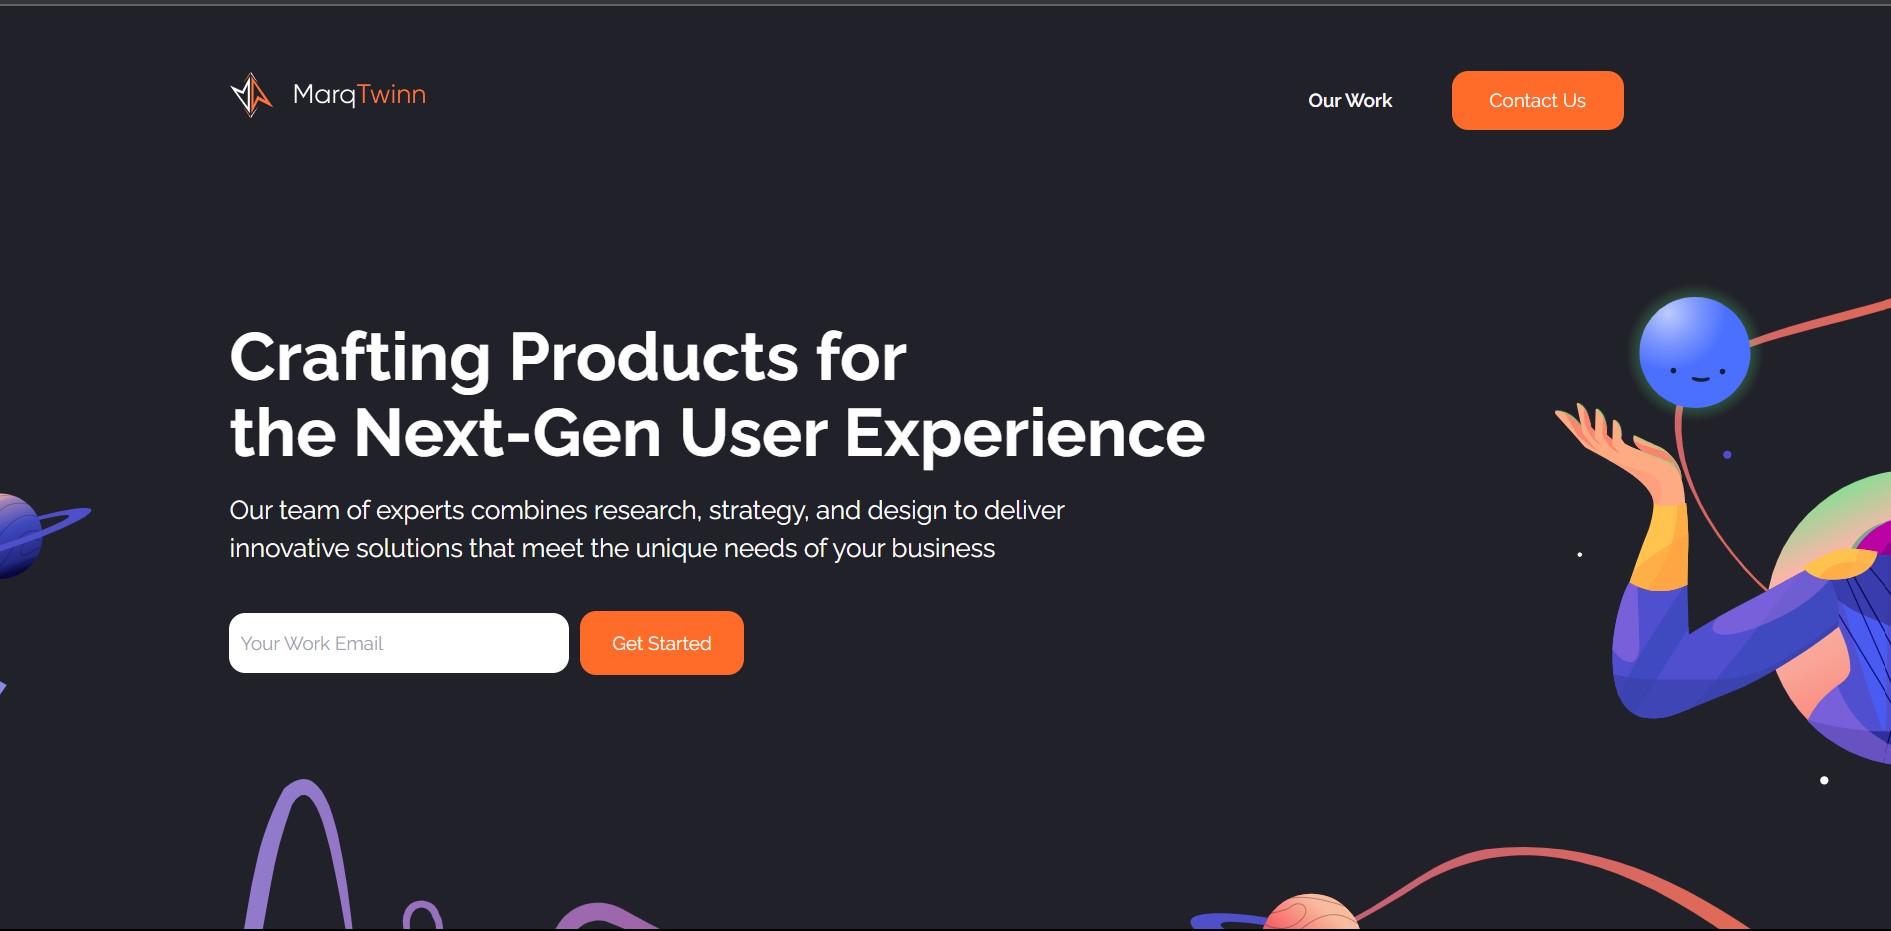 MarqTwinn
Our Work
Contact Us
Crafting Products for
the Next-Gen User Experience
Our team of experts combines research, strategy, and design to deliver
innovative solutions that meet the unique needs of your business
Your Work Email
Get Started